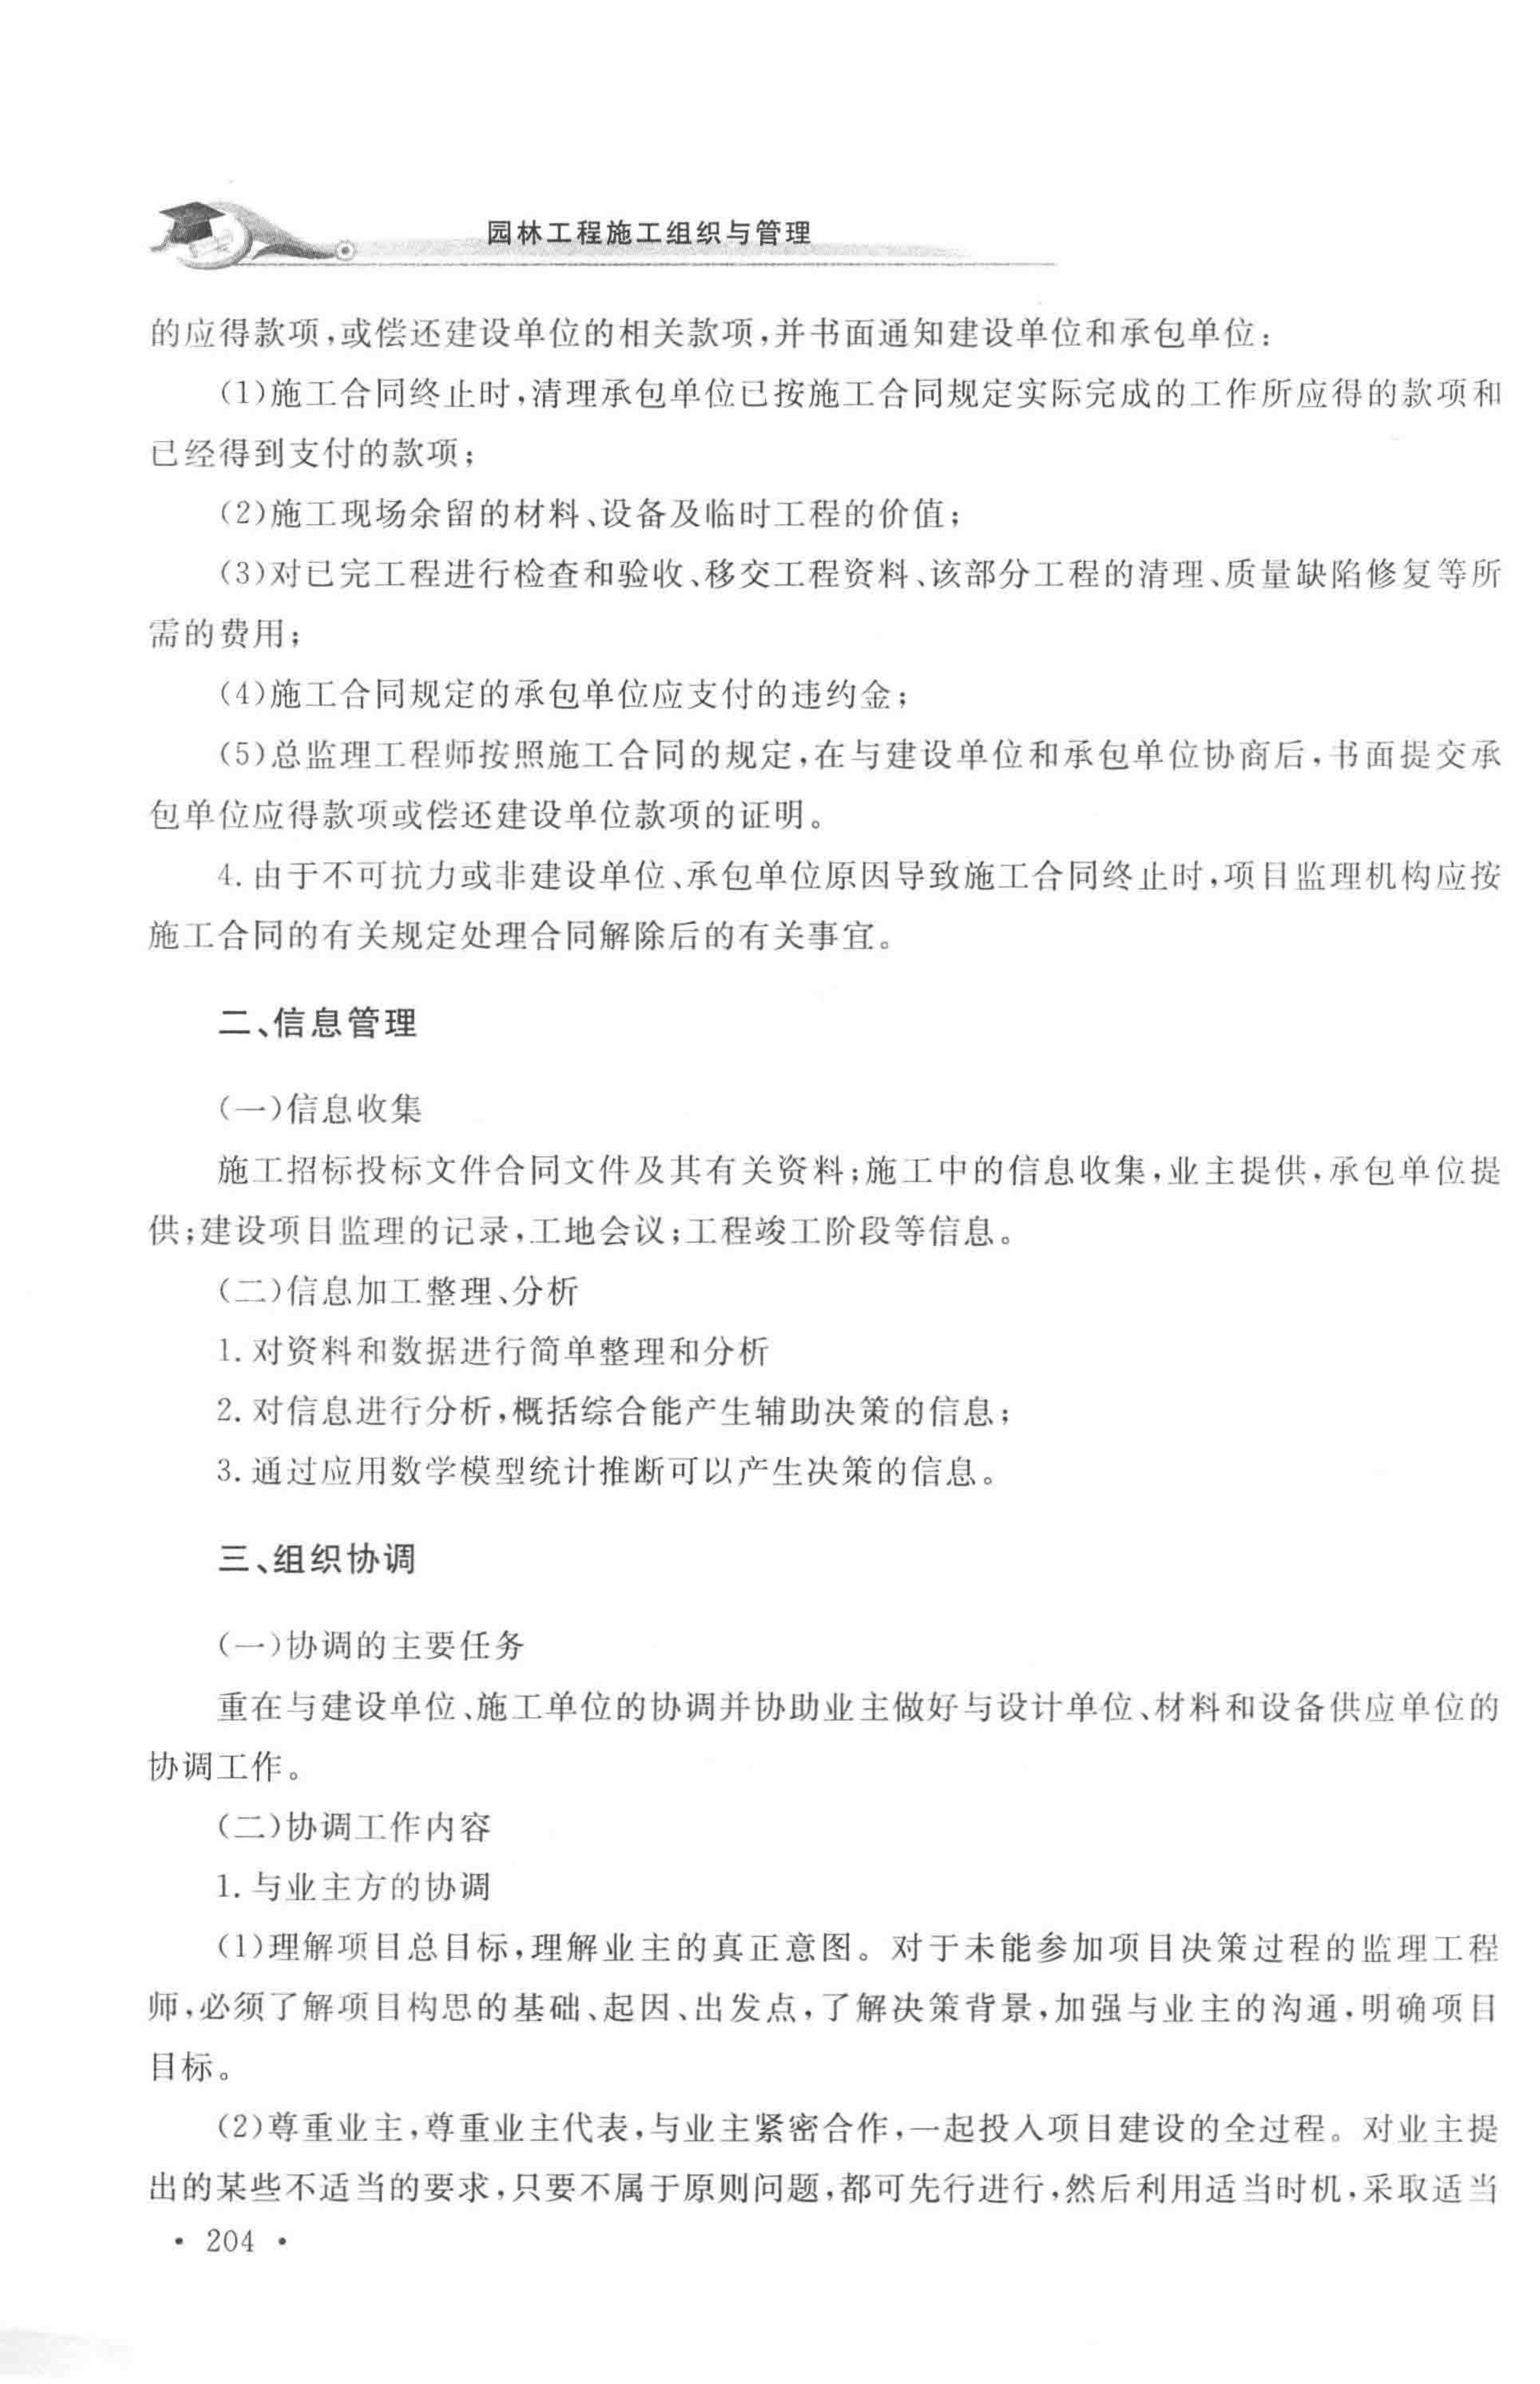 园林工程施工组织与管理
的应得款项,或偿还建设单位的相关款项,并书面通知建设单位和承包单位:
(1)施工合同终止时,清理承包单位已按施工合同规定实际完成的工作所应得的款项和
已经得到支付的款项;
(2)施工现场余留的材料、设备及临时工程的价值;
(3)对已完工程进行检查和验收、移交工程资料、该部分工程的清理、质量缺陷修复等所
需的费用;
(4)施工合同规定的承包单位应支付的违约金;
(5)总监理工程师按照施工合同的规定,在与建设单位和承包单位协商后,书面提交承
包单位应得款项或偿还建设单位款项的证明。
4.由于不可抗力或非建设单位、承包单位原因导致施工合同终止时,项目监理机构应按
施工合同的有关规定处理合同解除后的有关事宜。
二、信息管理
(一)信息收集
施工招标投标文件合同文件及其有关资料;施工中的信息收集,业主提供,承包单位提
供;建设项目监理的记录,工地会议;工程竣工阶段等信息。
(二)信息加工整理、分析
1.对资料和数据进行简单整理和分析
2.对信息进行分析,概括综合能产生辅助决策的信息;
3.通过应用数学模型统计推断可以产生决策的信息。
三、组织协调
(一)协调的主要任务
重在与建设单位、施工单位的协调并协助业主做好与设计单位、材料和设备供应单位的
协调工作。
(二)协调工作内容
1.与业主方的协调
(1)理解项目总目标,理解业主的真正意图。对于未能参加项目决策过程的监理工程
师,必须了解项目构思的基础、起因、出发点,了解决策背景,加强与业主的沟通,明确项目
目标。
(2)尊重业主,尊重业主代表,与业主紧密合作,一起投入项目建设的全过程。对业主提
出的某些不适当的要求,只要不属于原则问题,都可先行进行,然后利用适当时机,采取适当
· 204 ·